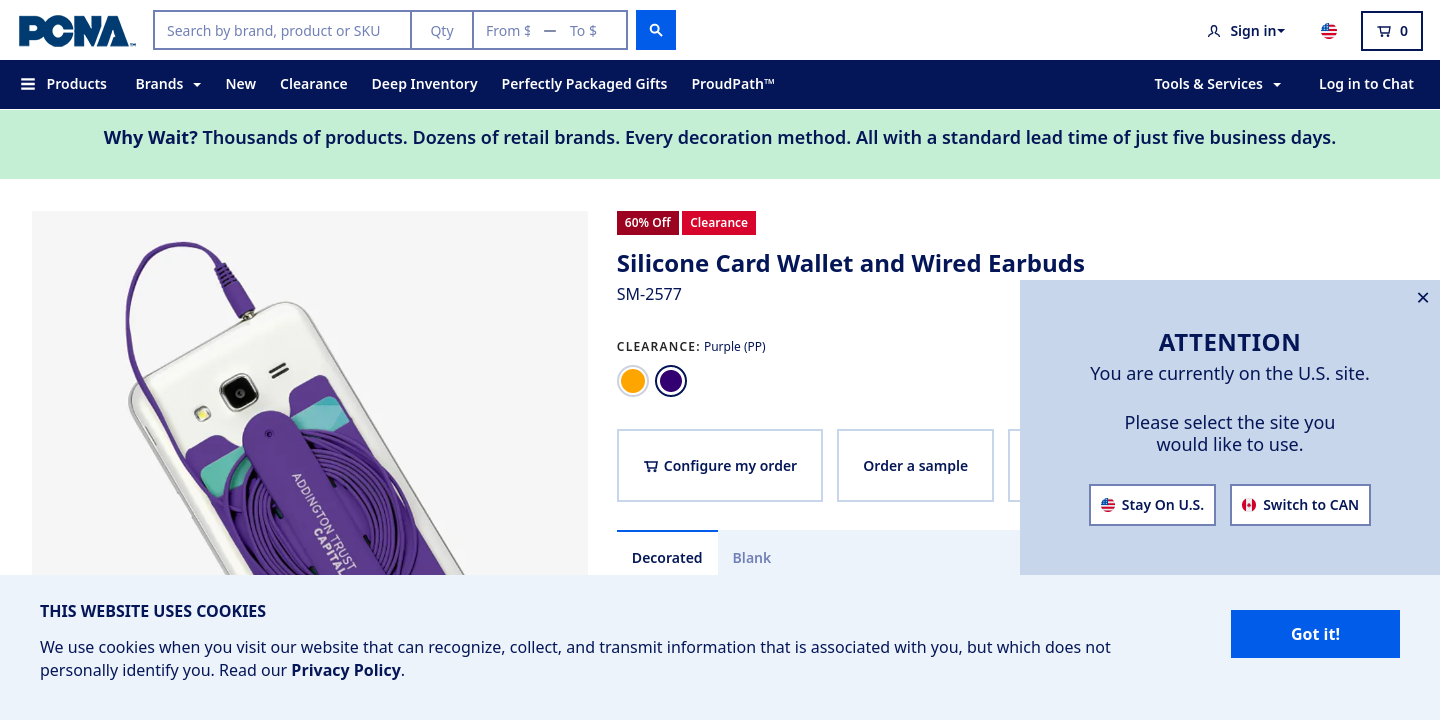 PCNA™
Search by brand, product or SKU
Qty
From $ — To $
Sign in
0
Products
Brands
New
Clearance
Deep Inventory
Perfectly Packaged Gifts
ProudPath™
Tools & Services
Log in to Chat
Why Wait? Thousands of products. Dozens of retail brands. Every decoration method. All with a standard lead time of just five business days.
ADDINGTON TRUST
CAPITAL
60% Off
Clearance
Silicone Card Wallet and Wired Earbuds
SM-2577
CLEARANCE: Purple (PP)
Configure my order
Order a sample
Decorated
Blank
✕
ATTENTION
You are currently on the U.S. site.
Please select the site you
would like to use.
Stay On U.S.
Switch to CAN
THIS WEBSITE USES COOKIES
We use cookies when you visit our website that can recognize, collect, and transmit information that is associated with you, but which does not
personally identify you. Read our Privacy Policy.
Got it!